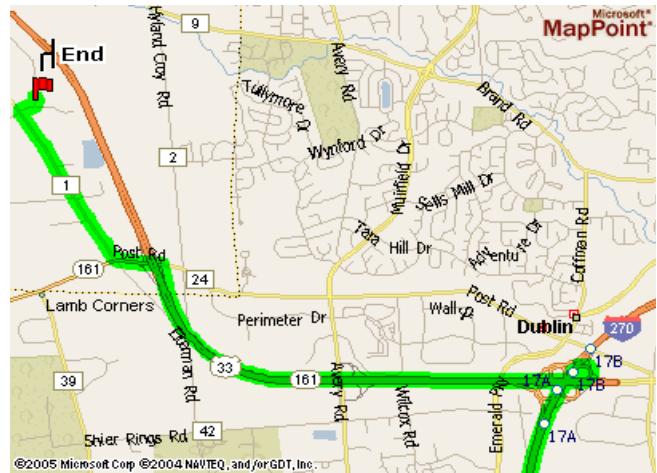 Microsoft®
MapPoint®
End
9
Hyland Croy Rd
Avery Rd
Brand Rd
Tullymore Dr
Wynford Dr
2
Muirfield Dr
Sells Mill Dr
1
Tara Hill Dr
Adventure Dr
Coffman Rd
Post Rd
161
24
Lamb Corners
Perimeter Dr
Wall St
Post Rd
Dublin
270
Eiterman Rd
17B
33
161
17A
17B
39
Avery Rd
Wilcox Rd
Emerald Pky
42
Shier Rings Rd
17A
©2005 Microsoft Corp ©2004 NAVTEQ, and/or GDT, Inc.